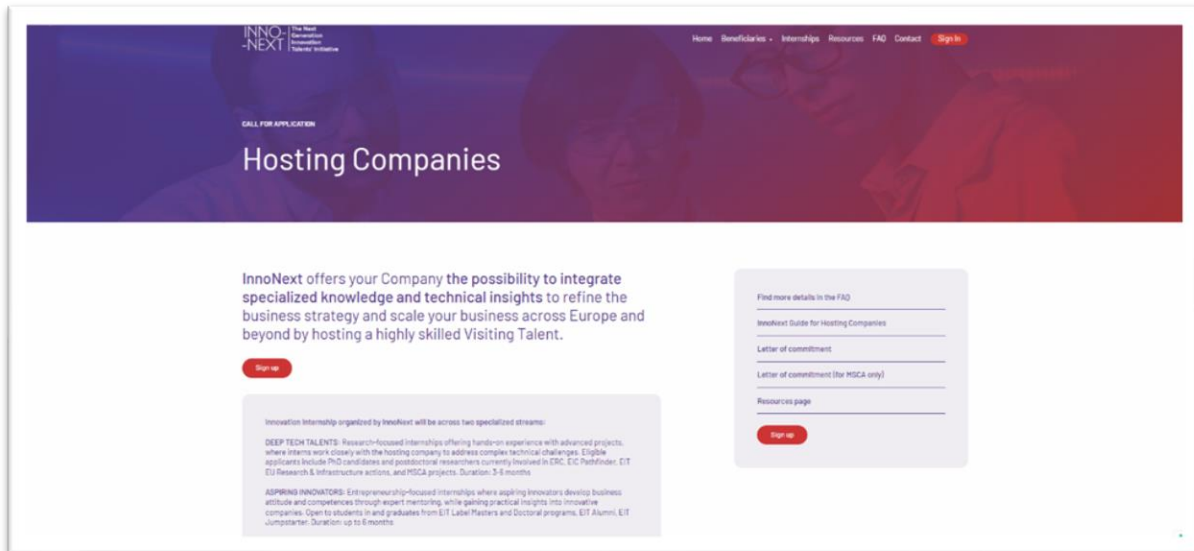 INNO-
-NEXT
The Next
Generation
Innovation
Talents' Initiative
Home Beneficiaries Internships Resources FAQ Contact Sign In
CALL FOR APPLICATION
Hosting Companies
InnoNext offers your Company the possibility to integrate
specialized knowledge and technical insights to refine the
business strategy and scale your business across Europe and
beyond by hosting a highly skilled Visiting Talent.
Sign up
Innovation Internship organized by InnoNext will be across two specialized streams:
DEEP TECH TALENTS: Research-focused internships offering hands-on experience with advanced projects,
where interns work closely with the hosting company to address complex technical challenges. Eligible
applicants include PhD candidates and postdoctoral researchers currently involved in ERC, EIC Pathfinder, EIT
EU Research & Infrastructure actions, and MSCA projects. Duration: 3-6 months
ASPIRING INNOVATORS: Entrepreneurship-focused internships where aspiring innovators develop business
attitude and competences through expert mentoring, while gaining practical insights into innovative
companies. Open to students in and graduates from EIT Label Masters and Doctoral programs, EIT Alumni, EIT
Jumpstarter. Duration: up to 6 months
Find more details in the FAQ
InnoNext Guide for Hosting Companies
Letter of commitment
Letter of commitment (for MSCA only)
Resources page
Sign up